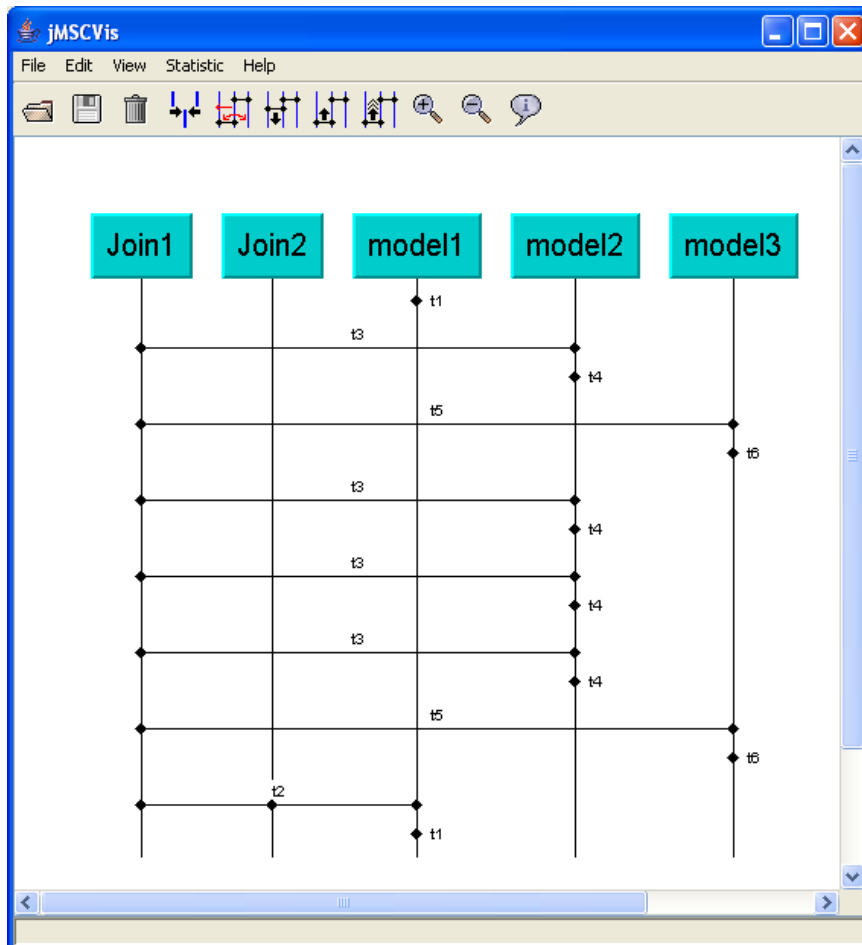 jMSCVis
File Edit View Statistic Help
Join1 Join2 model1 model2 model3
t1
t3
t4
t5
t6
t3
t4
t3
t4
t3
t4
t5
t6
t2
t1